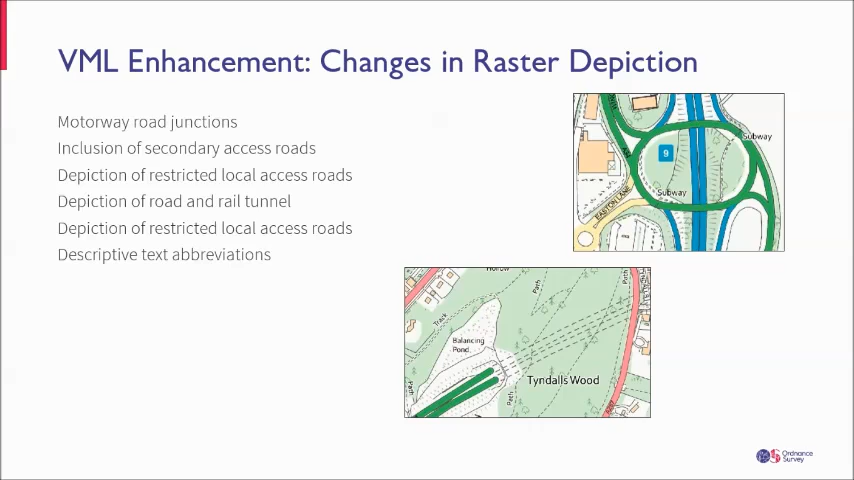 VML Enhancement: Changes in Raster Depiction
Motorway road junctions
Inclusion of secondary access roads
Depiction of restricted local access roads
Depiction of road and rail tunnel
Depiction of restricted local access roads
Descriptive text abbreviations
Subway
9
Subway
EASTON LANE
Hollow
Path
Path
Track
Balancing
Pond
Tyndalls Wood
Path
Path
Ordnance
Survey